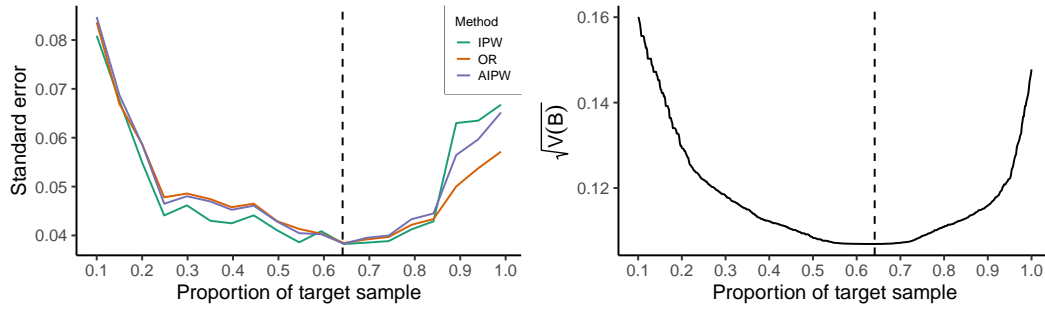 Standard error
0.08
0.07
0.06
0.05
0.04
Method
IPW
OR
AIPW
0.1 0.2 0.3 0.4 0.5 0.6 0.7 0.8 0.9 1.0
Proportion of target sample
√V(B)
0.16
0.14
0.12
0.1 0.2 0.3 0.4 0.5 0.6 0.7 0.8 0.9 1.0
Proportion of target sample